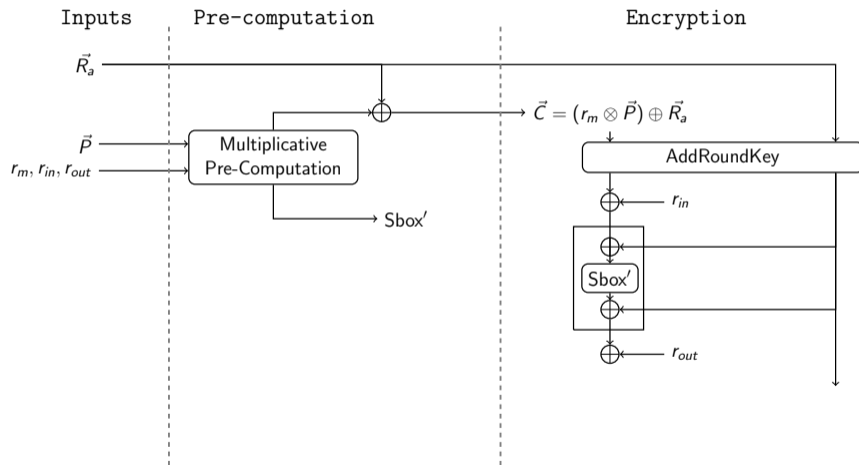 Inputs
Pre-computation
Encryption
R⃗ₐ
C⃗ = (rₘ ⊗ P⃗) ⊕ R⃗ₐ
P⃗
rₘ, rᵢₙ, rₒᵤₜ
Multiplicative
Pre-Computation
AddRoundKey
rᵢₙ
Sbox′
Sbox′
rₒᵤₜ